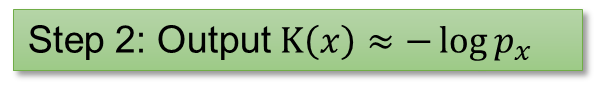 Step 2: Output K(x) ≈ − log pₓ